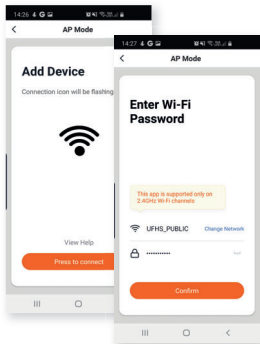 14:26
AP Mode
Add Device
Connection icon will be flashing
View Help
Press to connect
14:27
AP Mode
Enter Wi-Fi
Password
This app is supported only on
2.4GHz Wi-Fi channels
UFHS_PUBLIC Change Network
Confirm